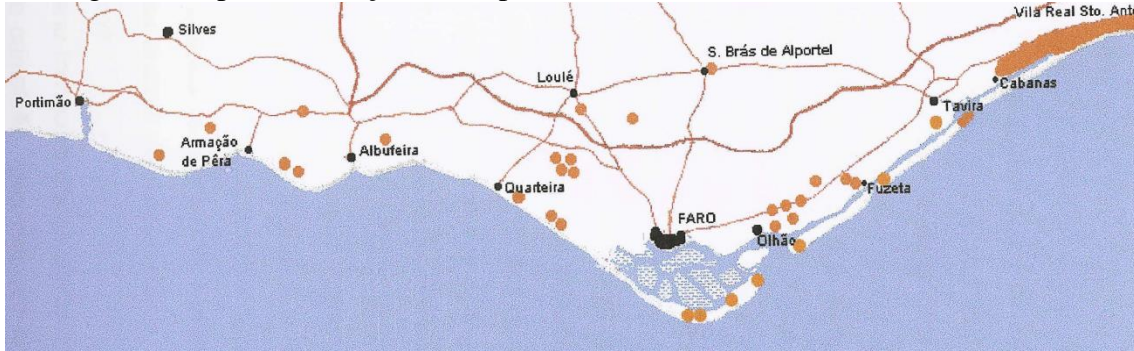 Vila Real Sto. Ant
Silves
S. Brás de Alportel
Loulé
Cabanas
Portimão
Tavira
Armação
de Pêra
Albufeira
Quarteira
Fuzeta
FARO
Olhão